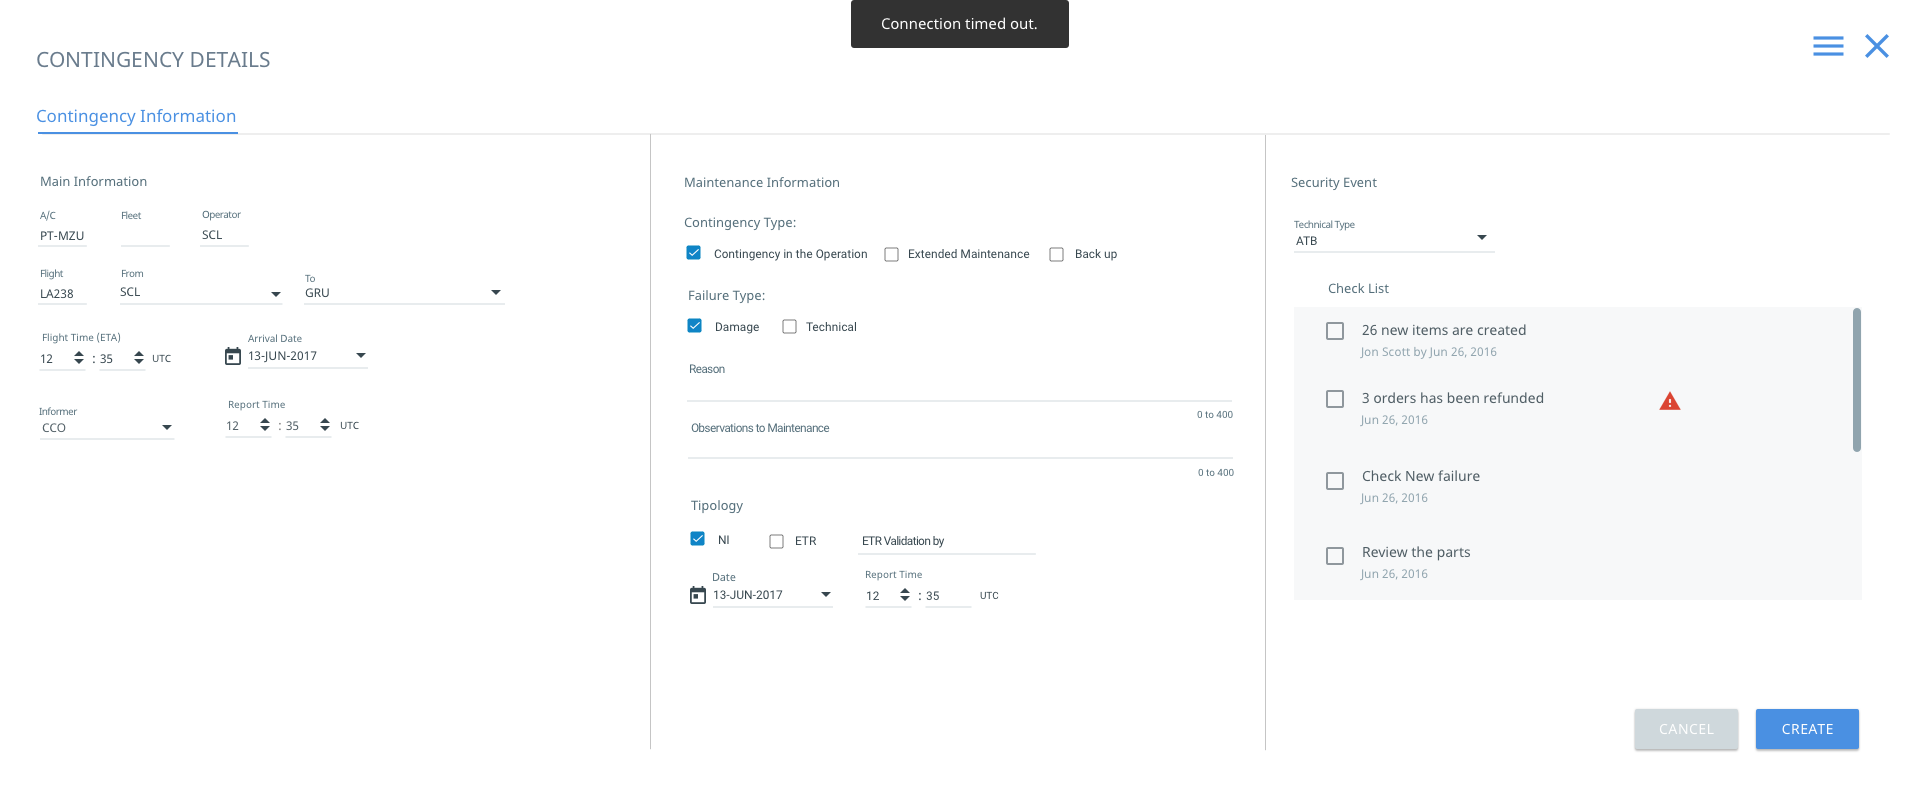 Connection timed out.
CONTINGENCY DETAILS
Contingency Information
Main Information
A/C Fleet Operator
PT-MZU SCL
Flight From To
LA238 SCL GRU
Flight Time (ETA) Arrival Date
12 : 35 UTC 13-JUN-2017
Informer Report Time
CCO 12 : 35 UTC
Maintenance Information
Contingency Type:
Contingency in the Operation Extended Maintenance Back up
Failure Type:
Damage Technical
Reason
0 to 400
Observations to Maintenance
0 to 400
Tipology
NI ETR ETR Validation by
Date Report Time
13-JUN-2017 12 : 35 UTC
Security Event
Technical Type
ATB
Check List
26 new items are created
Jon Scott by Jun 26, 2016
3 orders has been refunded
Jun 26, 2016
Check New failure
Jun 26, 2016
Review the parts
Jun 26, 2016
CANCEL CREATE